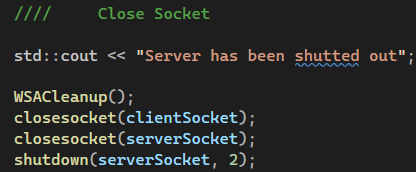 ////     Close Socket
std::cout << "Server has been shutted out";
WSACleanup();
closesocket(clientSocket);
closesocket(serverSocket);
shutdown(serverSocket, 2);